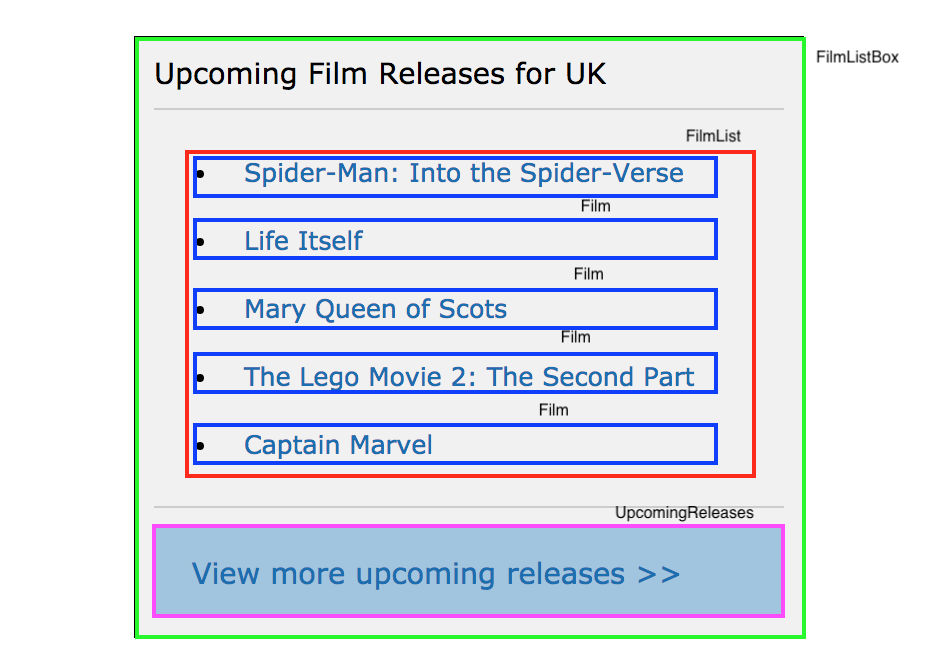 Upcoming Film Releases for UK
FilmListBox
FilmList
Spider-Man: Into the Spider-Verse
Film
Life Itself
Film
Mary Queen of Scots
Film
The Lego Movie 2: The Second Part
Film
Captain Marvel
UpcomingReleases
View more upcoming releases >>